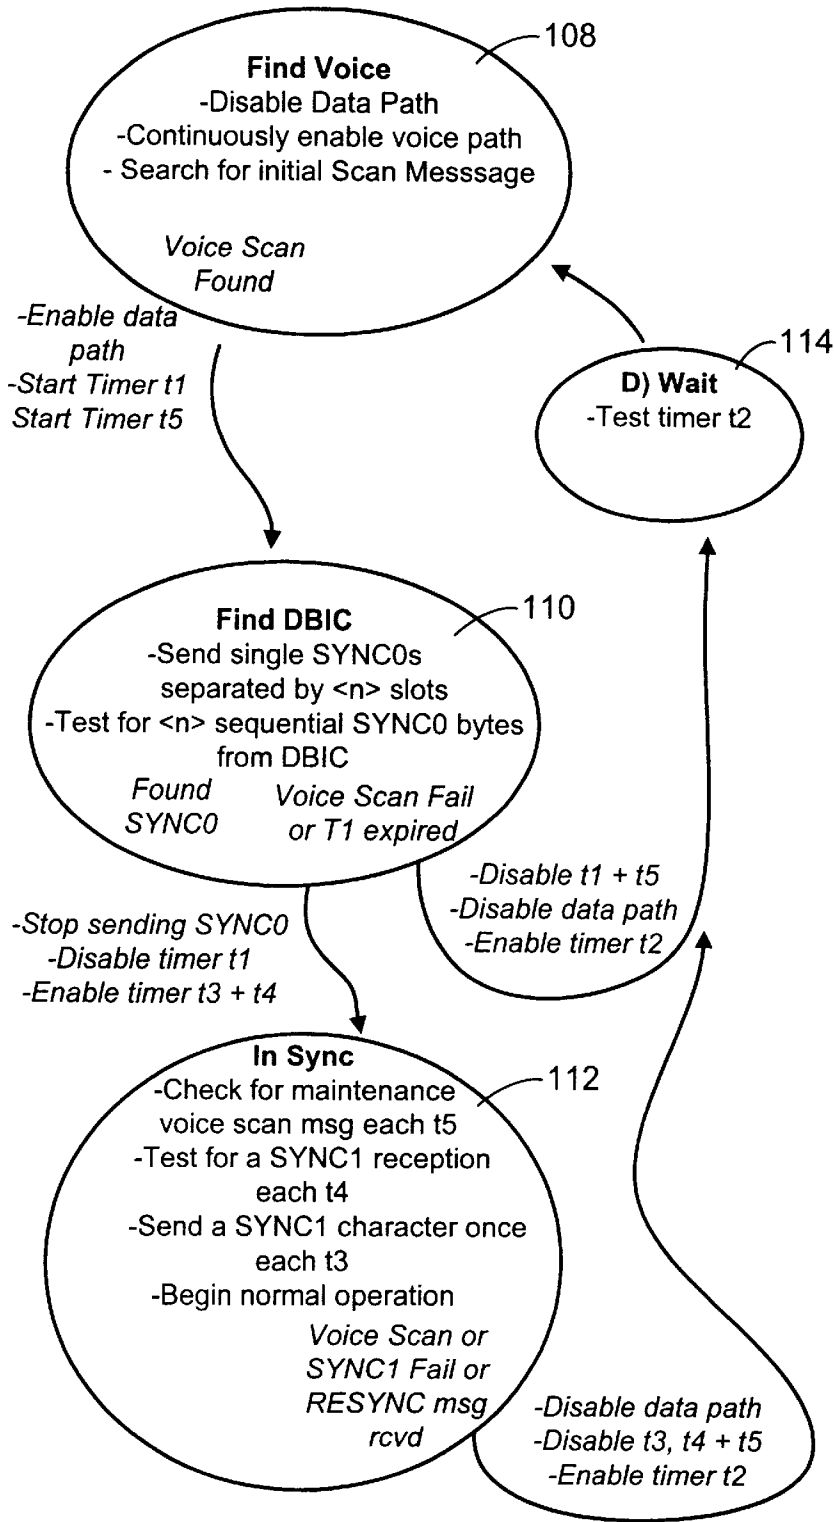 108
Find Voice
-Disable Data Path
-Continuously enable voice path
- Search for initial Scan Messsage
Voice Scan
Found
-Enable data
path
-Start Timer t1
Start Timer t5
114
D) Wait
-Test timer t2
110
Find DBIC
-Send single SYNC0s
separated by <n> slots
-Test for <n> sequential SYNC0 bytes
from DBIC
Found
SYNC0
Voice Scan Fail
or T1 expired
-Disable t1 + t5
-Disable data path
-Enable timer t2
-Stop sending SYNC0
-Disable timer t1
-Enable timer t3 + t4
In Sync
112
-Check for maintenance
voice scan msg each t5
-Test for a SYNC1 reception
each t4
-Send a SYNC1 character once
each t3
-Begin normal operation
Voice Scan or
SYNC1 Fail or
RESYNC msg
rcvd
-Disable data path
-Disable t3, t4 + t5
-Enable timer t2